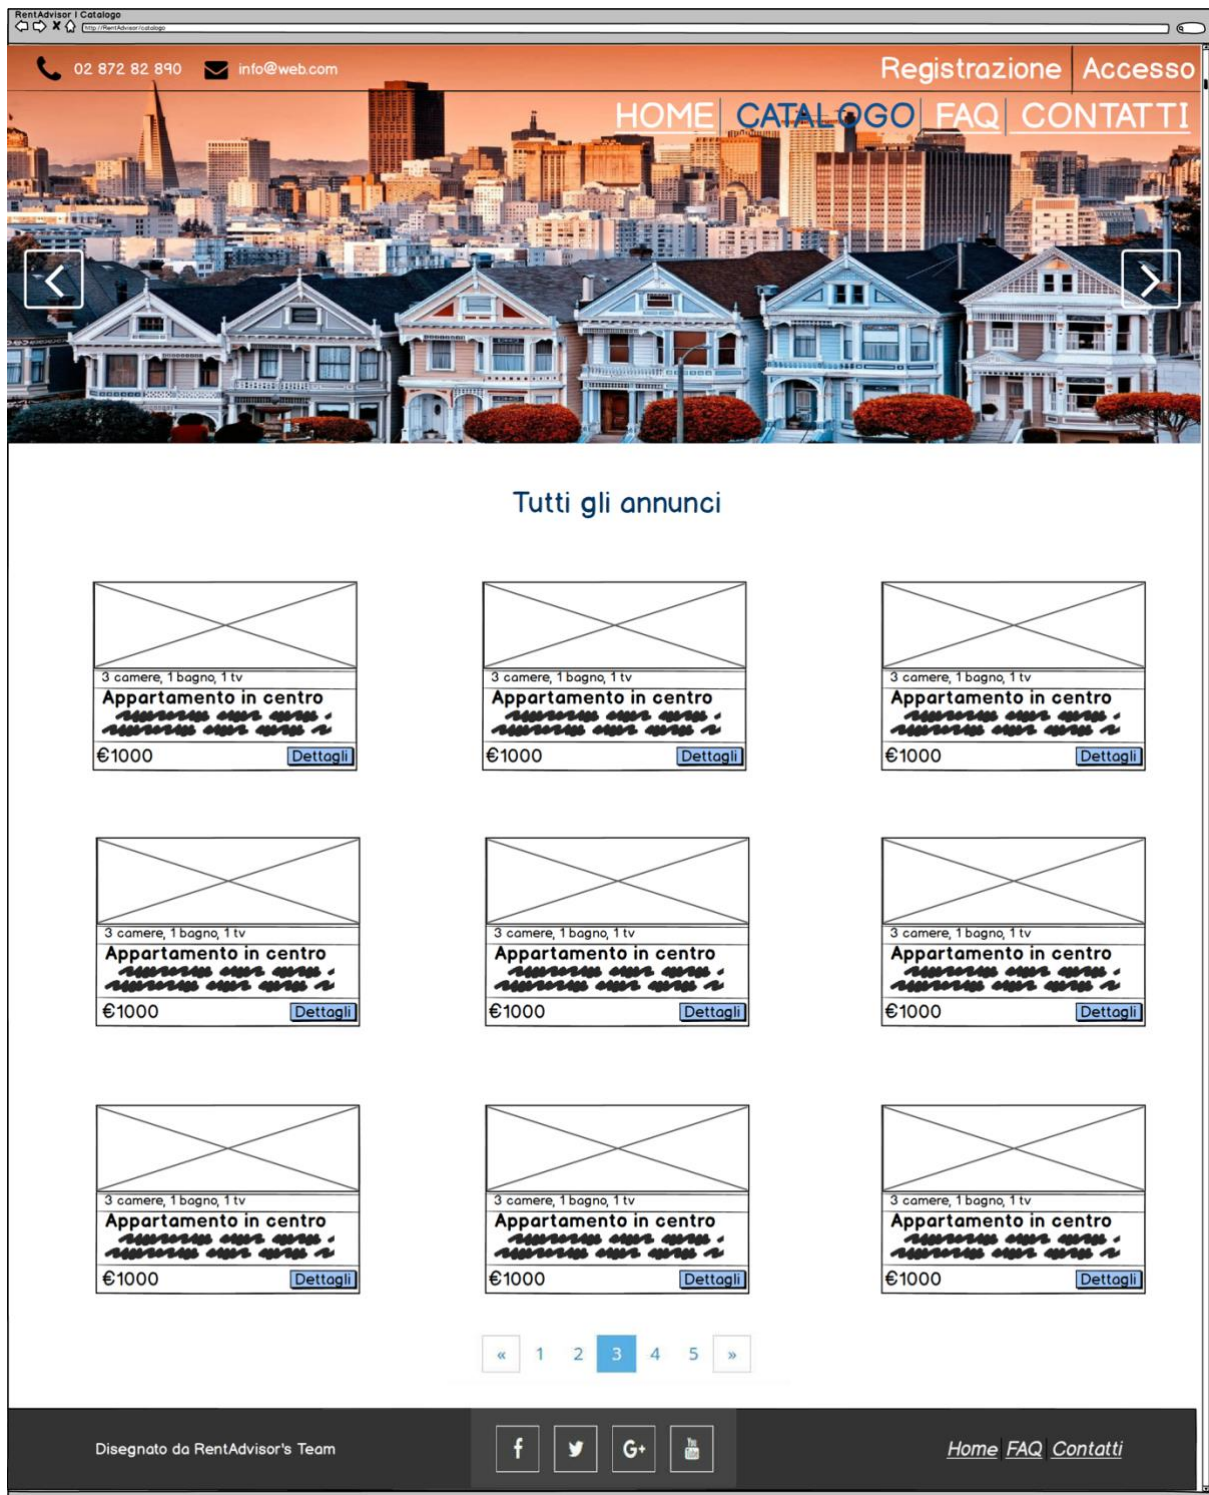 RentAdvisor | Catalogo
http://RentAdvisor/catalogo
02 872 82 890 info@web.com Registrazione Accesso
HOME CATALOGO FAQ CONTATTI
Tutti gli annunci
3 camere, 1 bagno, 1 tv
Appartamento in centro
€1000 Dettagli
3 camere, 1 bagno, 1 tv
Appartamento in centro
€1000 Dettagli
3 camere, 1 bagno, 1 tv
Appartamento in centro
€1000 Dettagli
3 camere, 1 bagno, 1 tv
Appartamento in centro
€1000 Dettagli
3 camere, 1 bagno, 1 tv
Appartamento in centro
€1000 Dettagli
3 camere, 1 bagno, 1 tv
Appartamento in centro
€1000 Dettagli
3 camere, 1 bagno, 1 tv
Appartamento in centro
€1000 Dettagli
3 camere, 1 bagno, 1 tv
Appartamento in centro
€1000 Dettagli
3 camere, 1 bagno, 1 tv
Appartamento in centro
€1000 Dettagli
« 1 2 3 4 5 »
Disegnato da RentAdvisor's Team f G+ You Tube Home FAQ Contatti